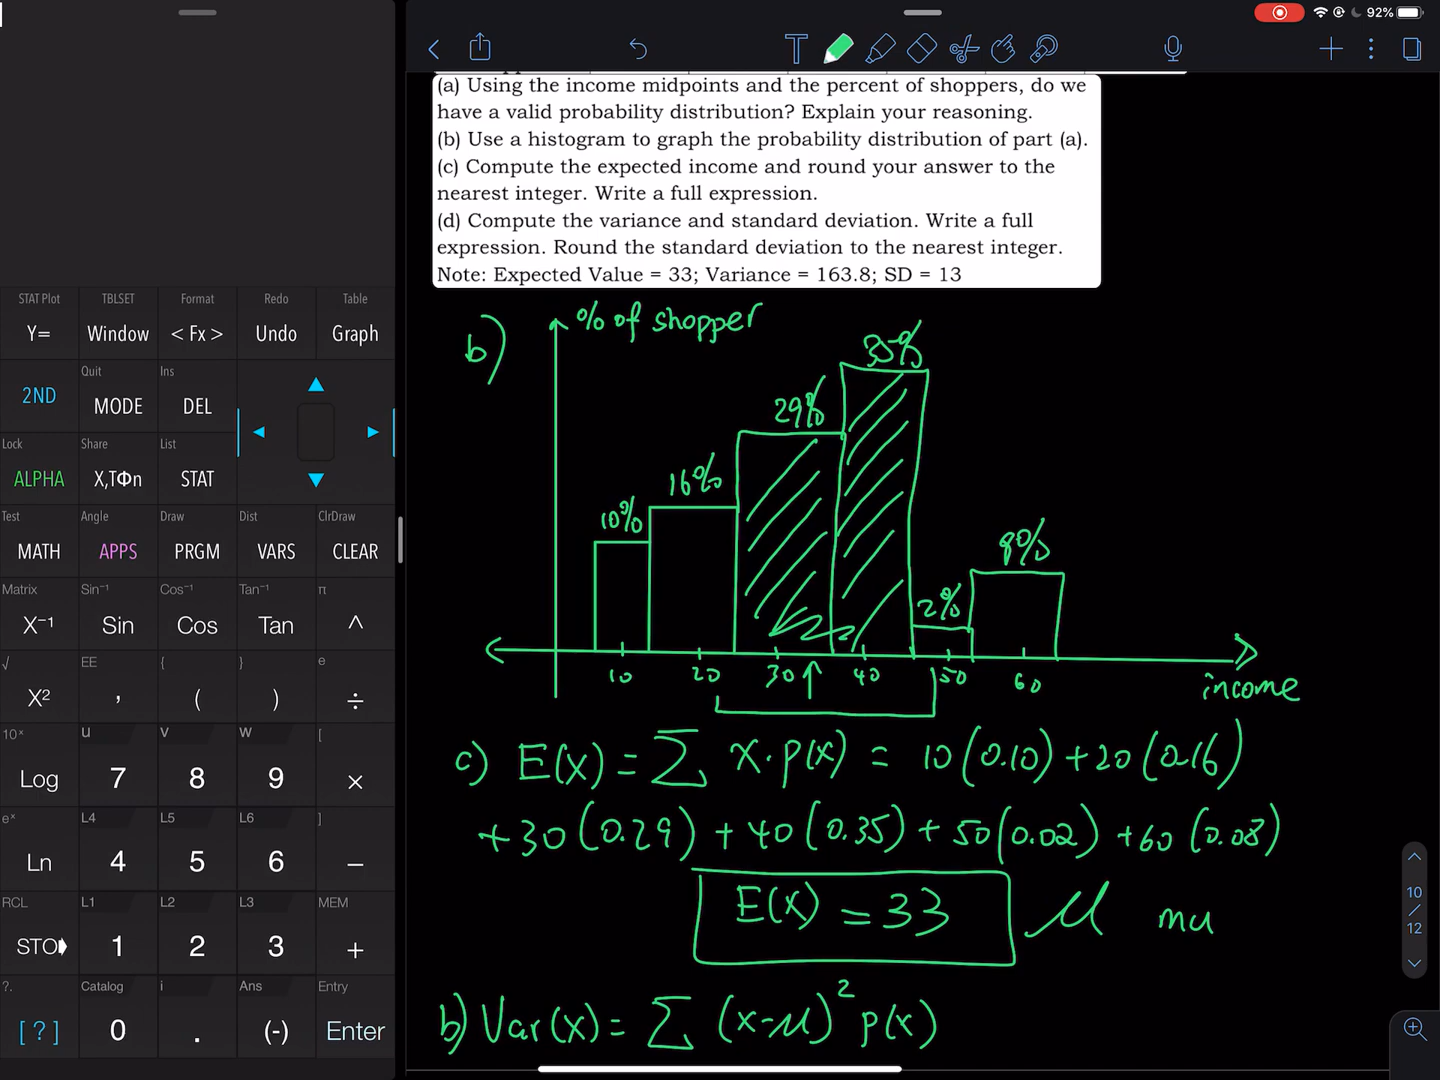 92%
(a) Using the income midpoints and the percent of shoppers, do we
have a valid probability distribution? Explain your reasoning.
(b) Use a histogram to graph the probability distribution of part (a).
(c) Compute the expected income and round your answer to the
nearest integer. Write a full expression.
(d) Compute the variance and standard deviation. Write a full
expression. Round the standard deviation to the nearest integer.
Note: Expected Value = 33; Variance = 163.8; SD = 13
b) % of shopper
10% 16% 29% 35% 2% 8%
10 20 30 40 50 60
income
c) E(x) = ∑ x·p(x) = 10(0.10) + 20(0.16)
+ 30(0.29) + 40(0.35) + 50(0.02) + 60(0.08)
E(x) = 33 μ mu
b) Var(x) = ∑ (x-μ)² p(x)
10
/
12
STAT Plot TBLSET Format Redo Table
Y= Window < Fx > Undo Graph
Quit Ins
2ND MODE DEL
Lock Share List
ALPHA X,TΦn STAT
Test Angle Draw Dist ClrDraw
MATH APPS PRGM VARS CLEAR
Matrix Sin⁻¹ Cos⁻¹ Tan⁻¹ π
X⁻¹ Sin Cos Tan ^
√ EE { } e
X² , ( ) ÷
10ˣ u v w [
Log 7 8 9 ×
eˣ L4 L5 L6 ]
Ln 4 5 6 −
RCL L1 L2 L3 MEM
STO 1 2 3 +
?. Catalog i Ans Entry
[ ? ] 0 . (-) Enter